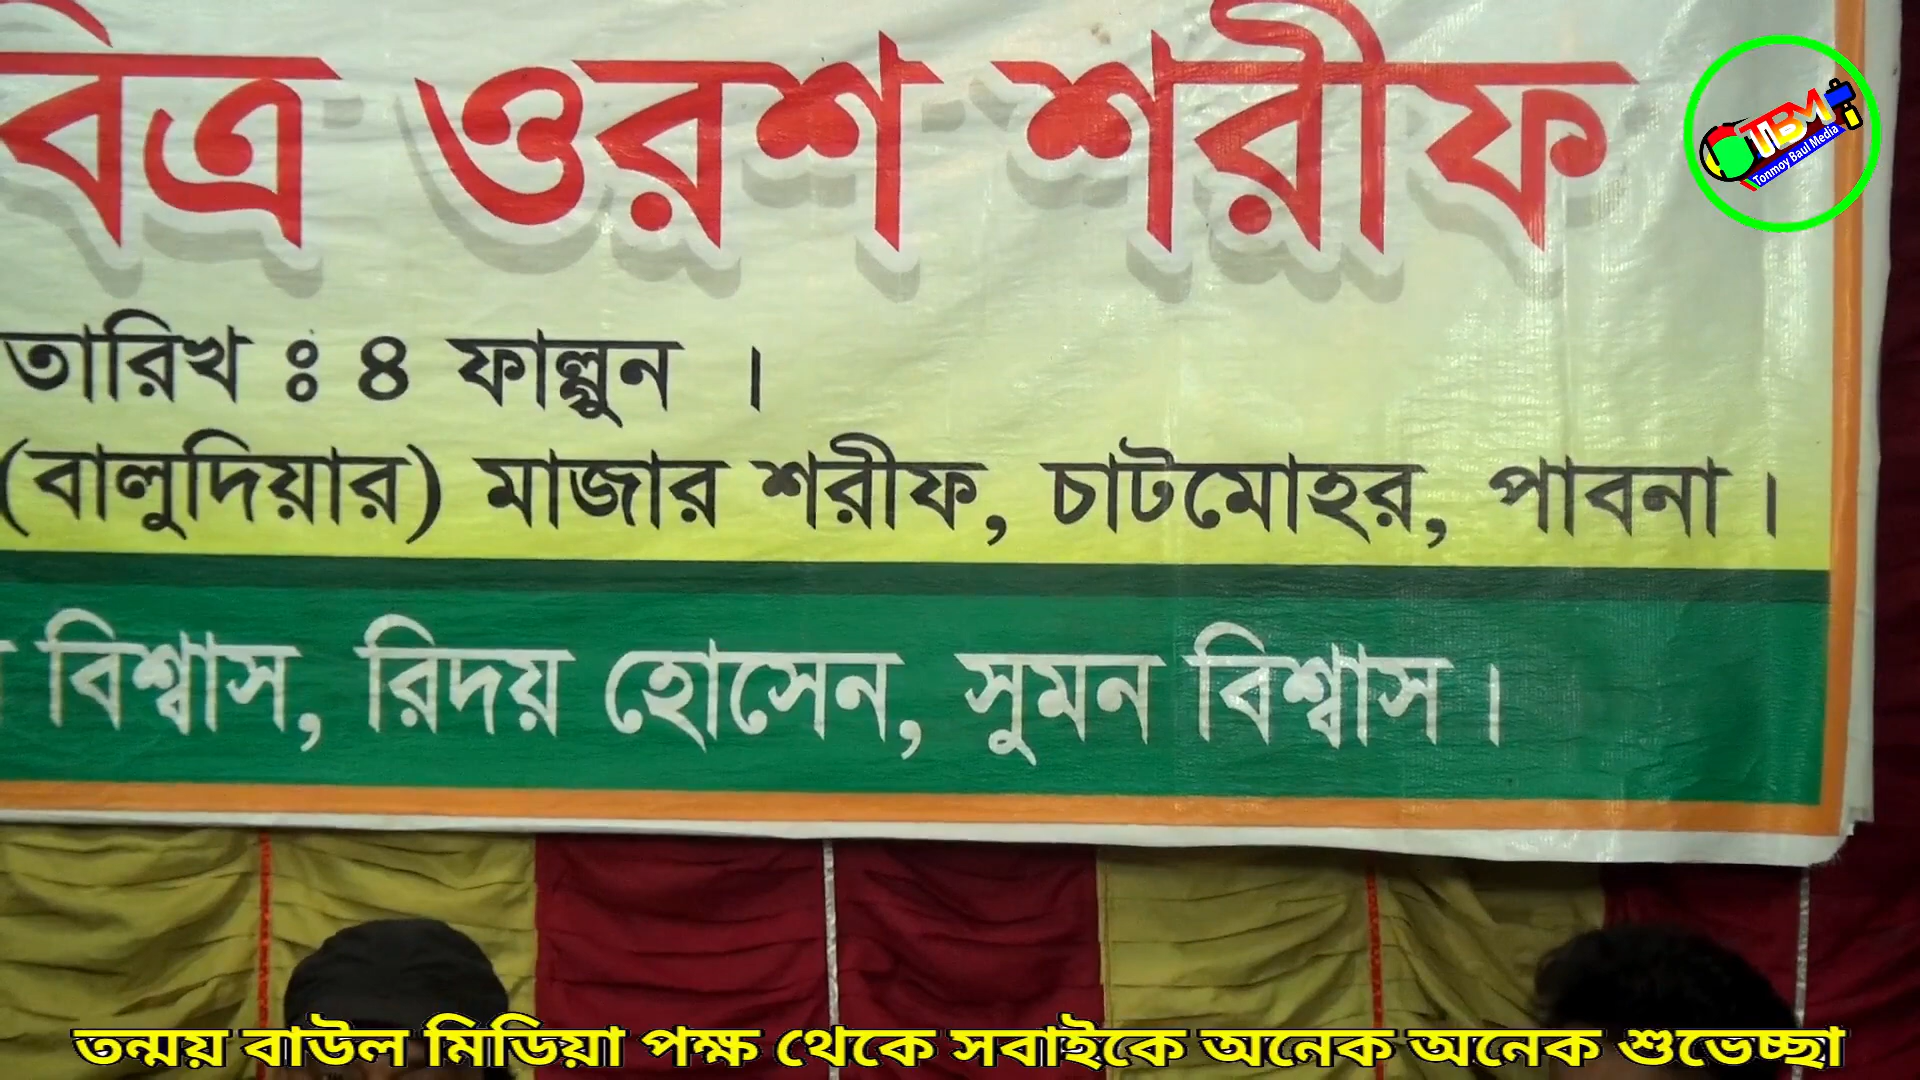 বিত্র ওরশ শরীফ
TBM
Tonmoy Baul Media
তারিখ ঃ ৪ ফাল্গুন ।
(বালুদিয়ার) মাজার শরীফ, চাটমোহর, পাবনা ।
বিশ্বাস, রিদয় হোসেন, সুমন বিশ্বাস ।
তন্ময় বাউল মিডিয়া পক্ষ থেকে সবাইকে অনেক অনেক শুভেচ্ছা